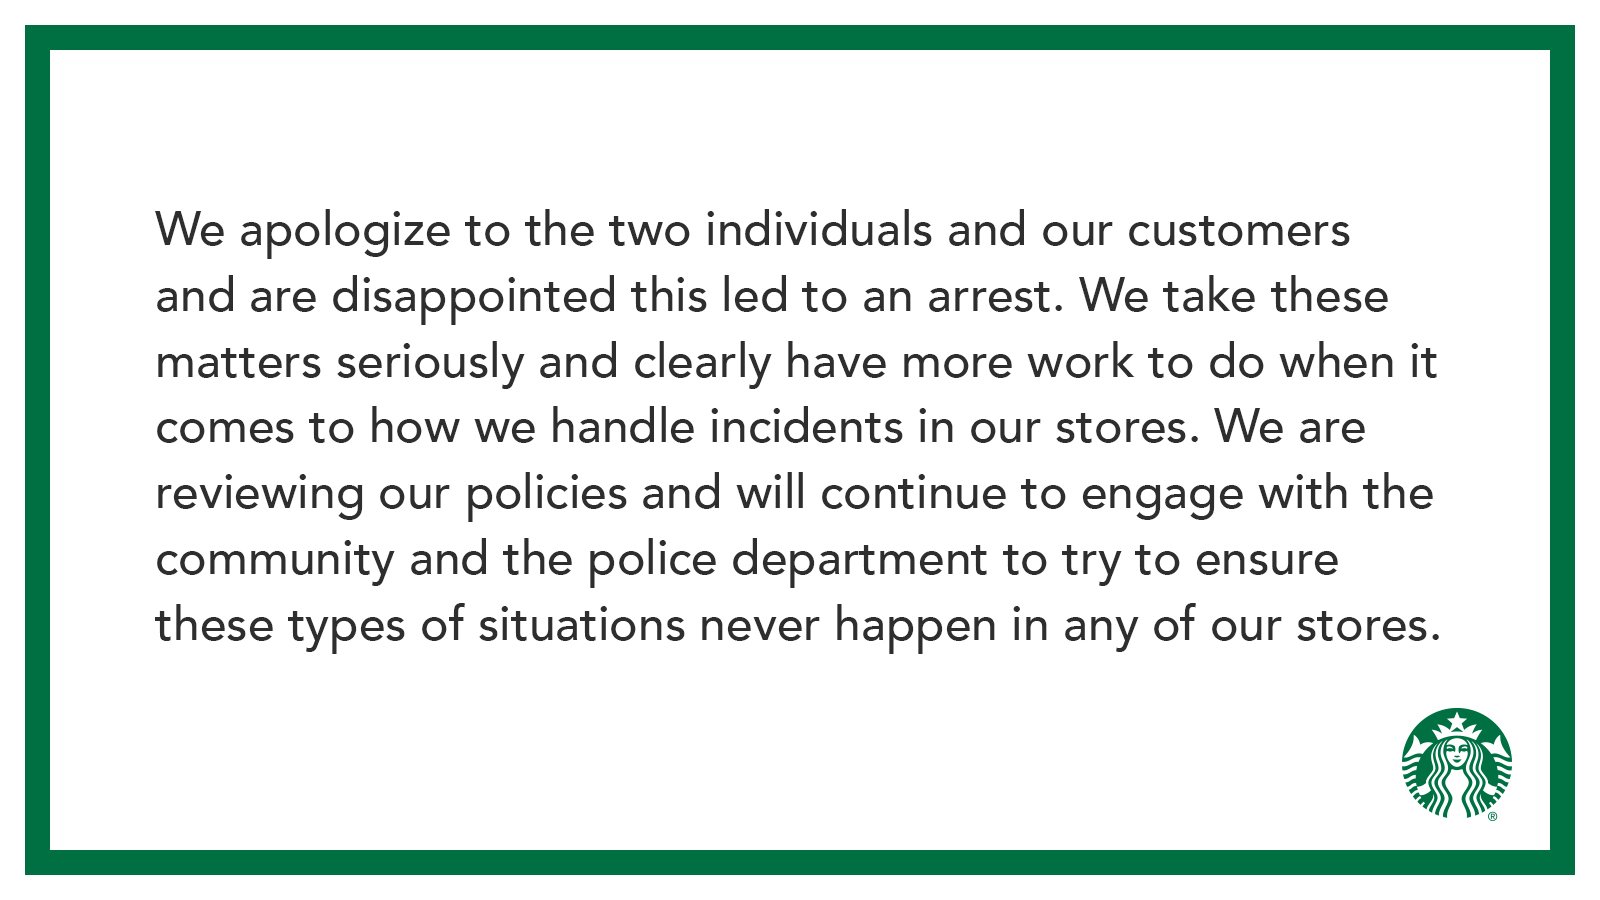 We apologize to the two individuals and our customers
and are disappointed this led to an arrest. We take these
matters seriously and clearly have more work to do when it
comes to how we handle incidents in our stores. We are
reviewing our policies and will continue to engage with the
community and the police department to try to ensure
these types of situations never happen in any of our stores.
®